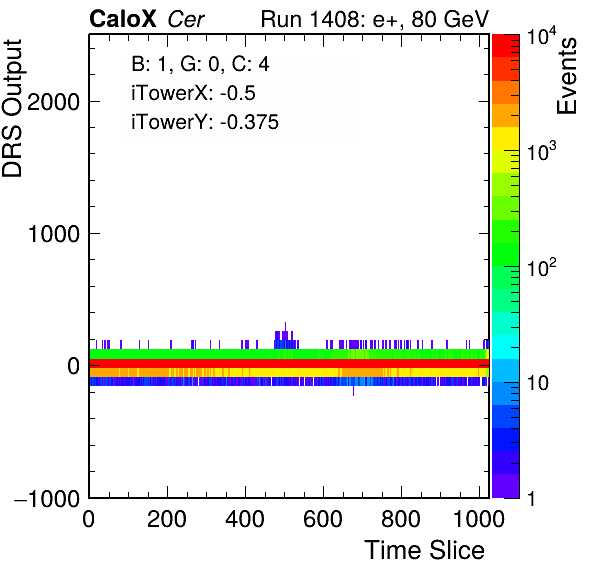 CaloX Cer Run 1408: e+, 80 GeV
B: 1, G: 0, C: 4
iTowerX: -0.5
iTowerY: -0.375
DRS Output
2000
1000
0
−1000
0 200 400 600 800 1000
Time Slice
Events
10^4
10^3
10^2
10
1